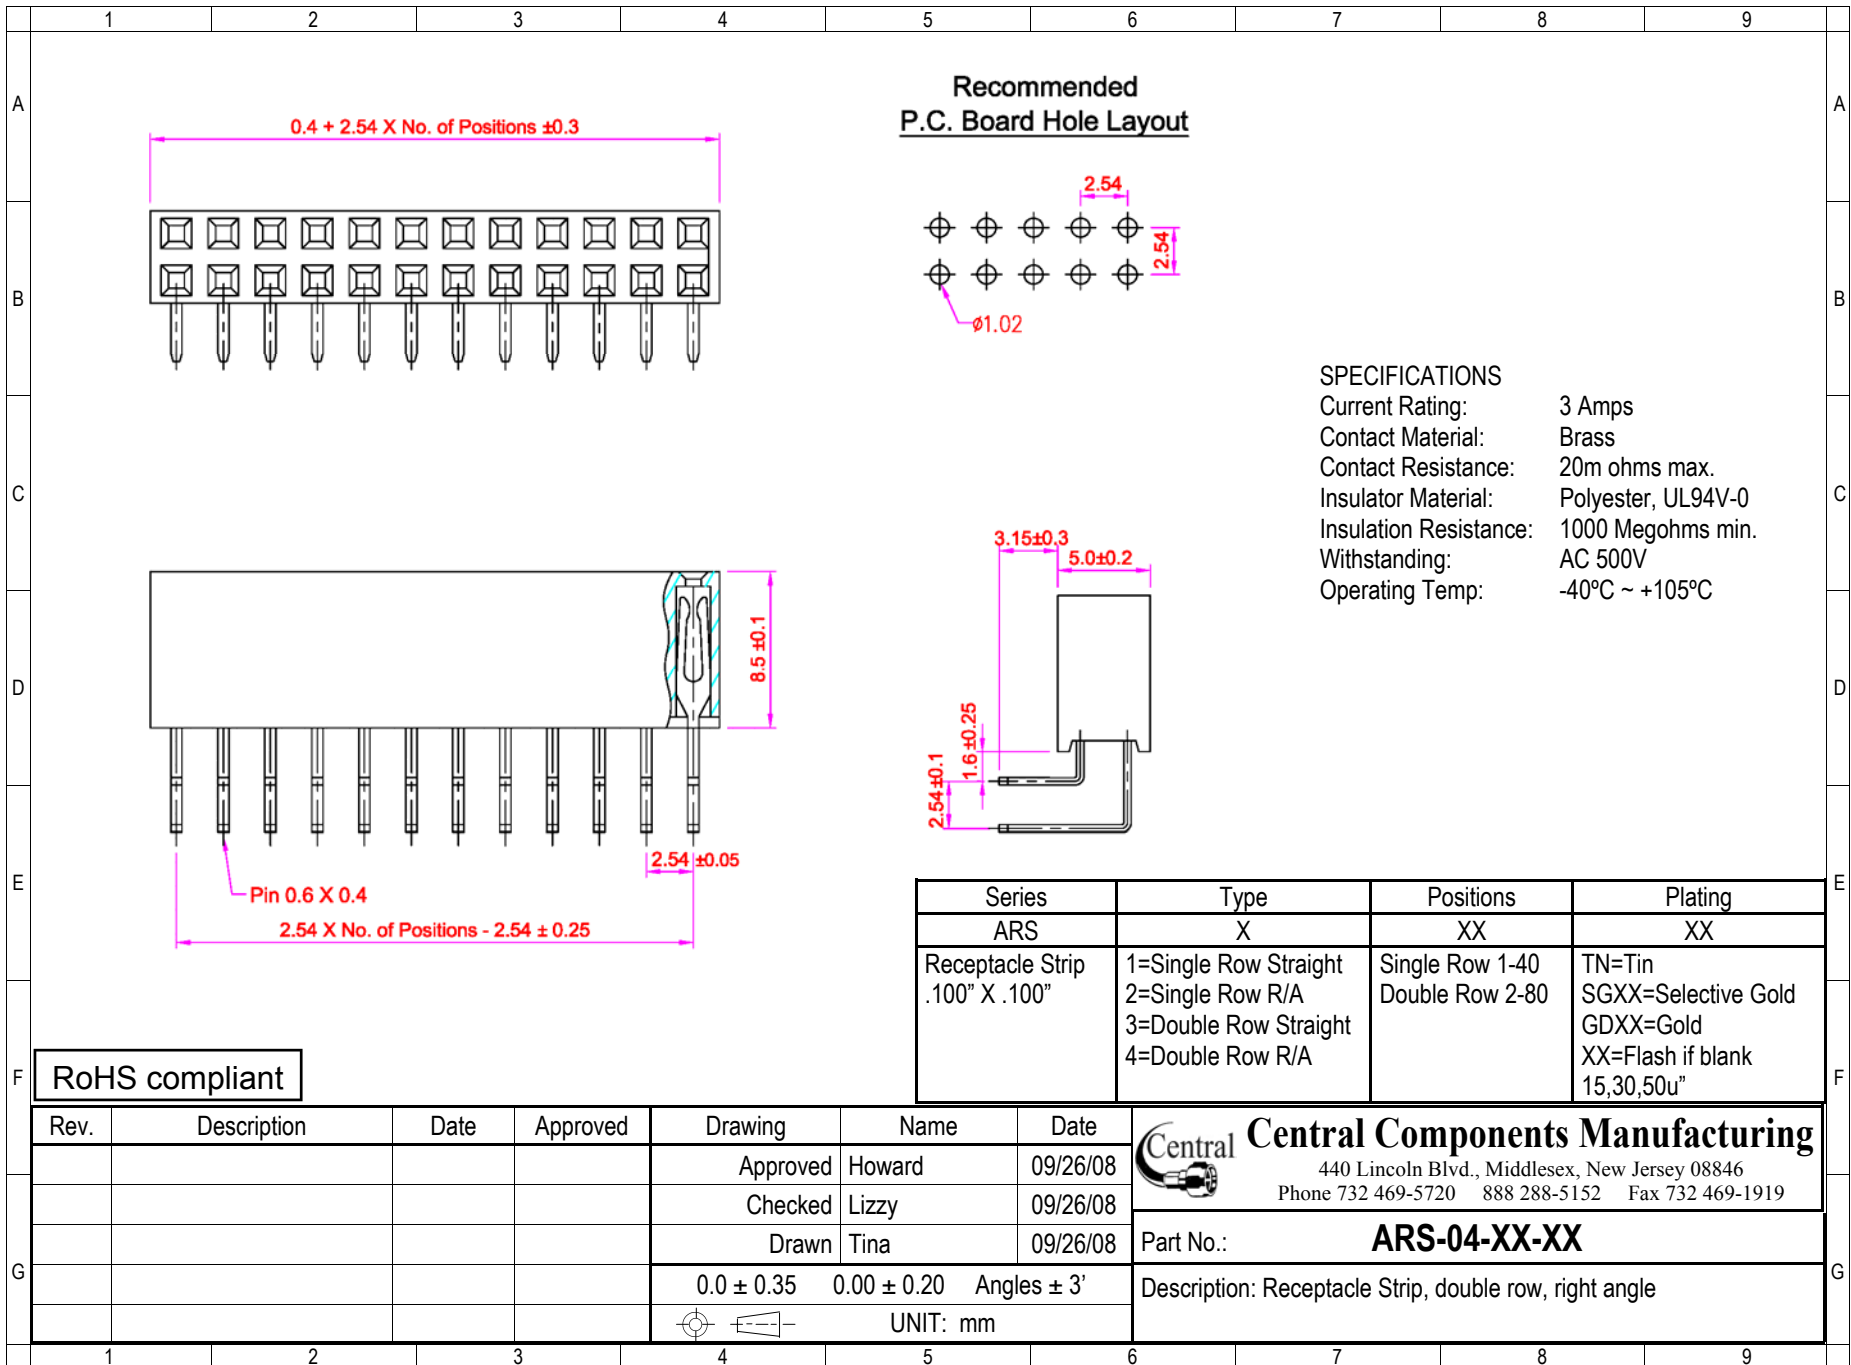 1 2 3 4 5 6 7 8 9
A A
B B
C C
D D
E E
F F
G G
0.4 + 2.54 X No. of Positions ±0.3
Recommended
P.C. Board Hole Layout
2.54
2.54
ø1.02
SPECIFICATIONS
Current Rating: 3 Amps
Contact Material: Brass
Contact Resistance: 20m ohms max.
Insulator Material: Polyester, UL94V-0
Insulation Resistance: 1000 Megohms min.
Withstanding: AC 500V
Operating Temp: -40ºC ~ +105ºC
8.5 ±0.1
3.15±0.3
5.0±0.2
1.6±0.25
2.54±0.1
2.54 ±0.05
Pin 0.6 X 0.4
2.54 X No. of Positions - 2.54 ± 0.25
Series Type Positions Plating
ARS X XX XX
Receptacle Strip 1=Single Row Straight Single Row 1-40 TN=Tin
.100” X .100” 2=Single Row R/A Double Row 2-80 SGXX=Selective Gold
3=Double Row Straight GDXX=Gold
4=Double Row R/A XX=Flash if blank
15,30,50u”
RoHS compliant
Rev. Description Date Approved Drawing Name Date
Approved Howard 09/26/08
Checked Lizzy 09/26/08
Drawn Tina 09/26/08
0.0 ± 0.35 0.00 ± 0.20 Angles ± 3’
UNIT: mm
Central
Central Components Manufacturing
440 Lincoln Blvd., Middlesex, New Jersey 08846
Phone 732 469-5720 888 288-5152 Fax 732 469-1919
Part No.: ARS-04-XX-XX
Description: Receptacle Strip, double row, right angle
1 2 3 4 5 6 7 8 9